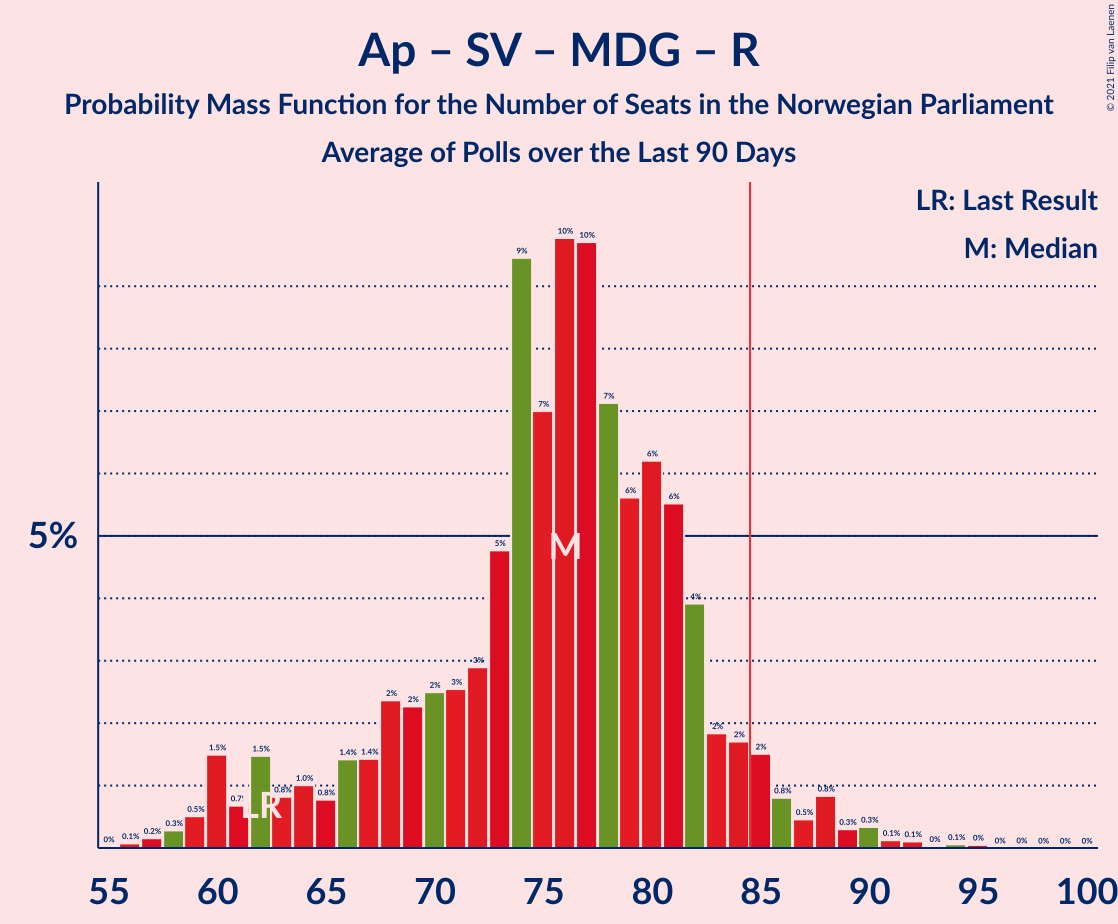 Ap – SV – MDG – R
Probability Mass Function for the Number of Seats in the Norwegian Parliament
Average of Polls over the Last 90 Days
© 2021 Filip van Laenen
LR: Last Result
M: Median
5%
0% 0.1% 0.2% 0.3% 0.5% 1.5% 0.7% 1.5% 0.8% 1.0% 0.8% 1.4% 1.4% 2% 2% 2% 3% 3% 5% 9% 7% 10% 10% 7% 6% 6% 6% 4% 2% 2% 2% 0.8% 0.5% 0.8% 0.3% 0.3% 0.1% 0.1% 0% 0.1% 0% 0% 0% 0% 0% 0%
M
LR
55 60 65 70 75 80 85 90 95 100